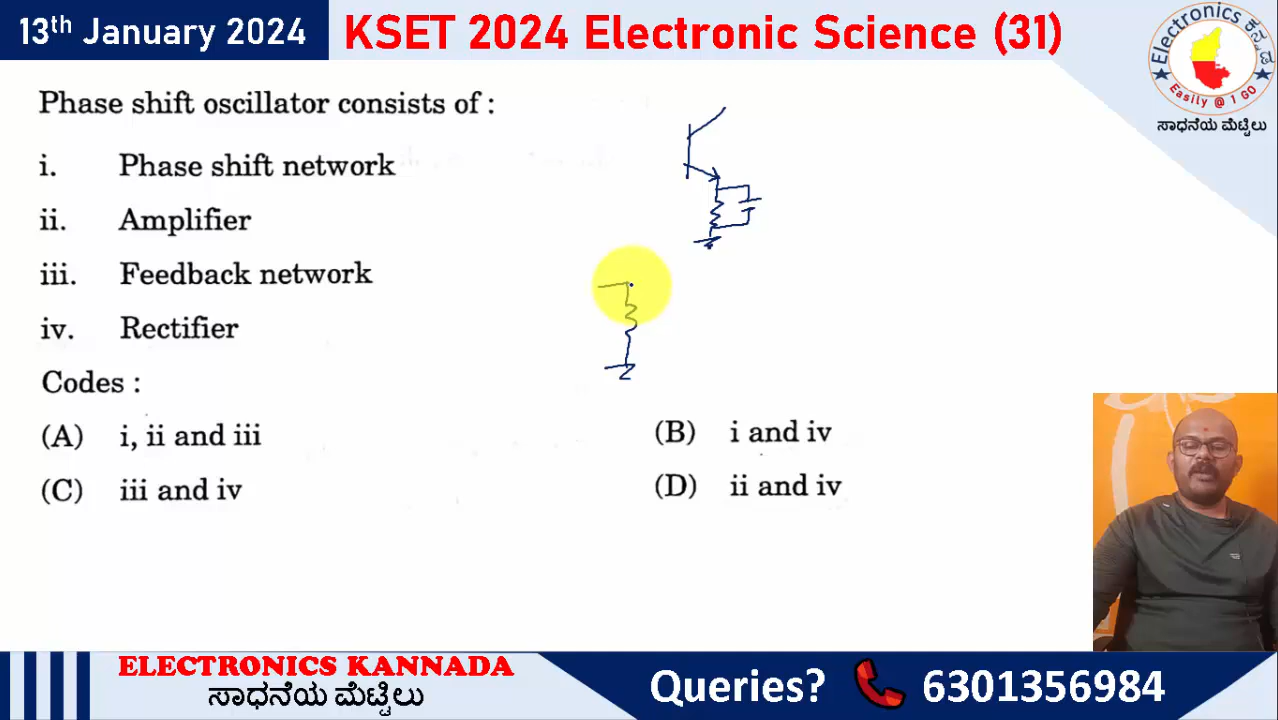 13th January 2024
KSET 2024 Electronic Science (31)
Electronics ಕನ್ನಡ
Easily @ 1 GO
ಸಾಧನೆಯ ಮೆಟ್ಟಿಲು
Phase shift oscillator consists of :
i. Phase shift network
ii. Amplifier
iii. Feedback network
iv. Rectifier
Codes :
(A) i, ii and iii
(B) i and iv
(C) iii and iv
(D) ii and iv
ELECTRONICS KANNADA
ಸಾಧನೆಯ ಮೆಟ್ಟಿಲು
Queries? 6301356984